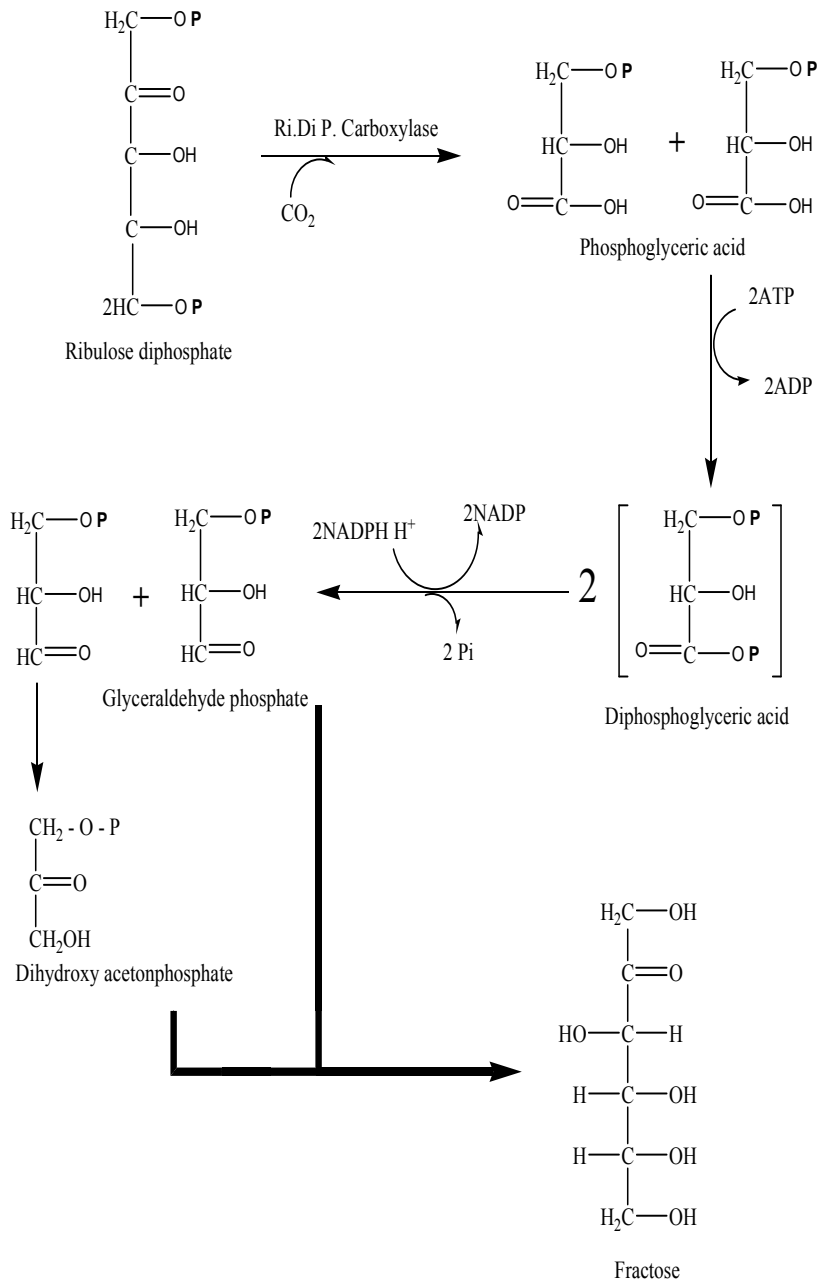 H₂C—O P
C=O
C—OH
C—OH
2HC—O P
Ribulose diphosphate
Ri.Di P. Carboxylase
CO₂
H₂C—O P
HC—OH
O=C—OH
+
H₂C—O P
HC—OH
O=C—OH
Phosphoglyceric acid
2ATP
2ADP
2
H₂C—O P
HC—OH
O=C—O P
Diphosphoglyceric acid
2NADPH H⁺
2NADP
2 Pi
H₂C—O P
HC—OH
HC=O
+
H₂C—O P
HC—OH
HC=O
Glyceraldehyde phosphate
CH₂ - O - P
C=O
CH₂OH
Dihydroxy acetonphosphate
H₂C—OH
C=O
HO—C—H
H—C—OH
H—C—OH
H₂C—OH
Fractose